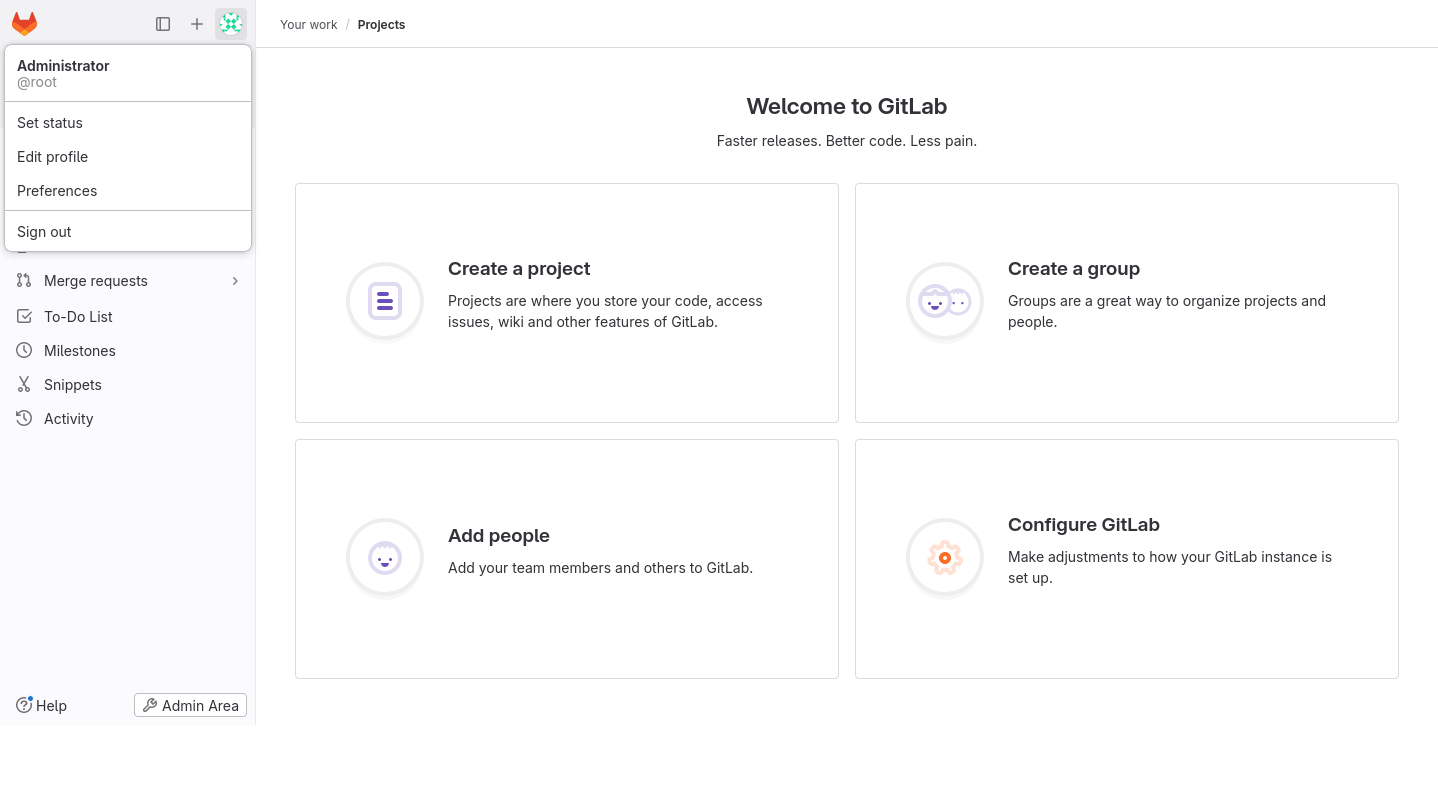 Your work / Projects
Administrator
@root
Set status
Edit profile
Preferences
Sign out
Merge requests
To-Do List
Milestones
Snippets
Activity
Help
Admin Area
Welcome to GitLab
Faster releases. Better code. Less pain.
Create a project
Projects are where you store your code, access
issues, wiki and other features of GitLab.
Create a group
Groups are a great way to organize projects and
people.
Add people
Add your team members and others to GitLab.
Configure GitLab
Make adjustments to how your GitLab instance is
set up.